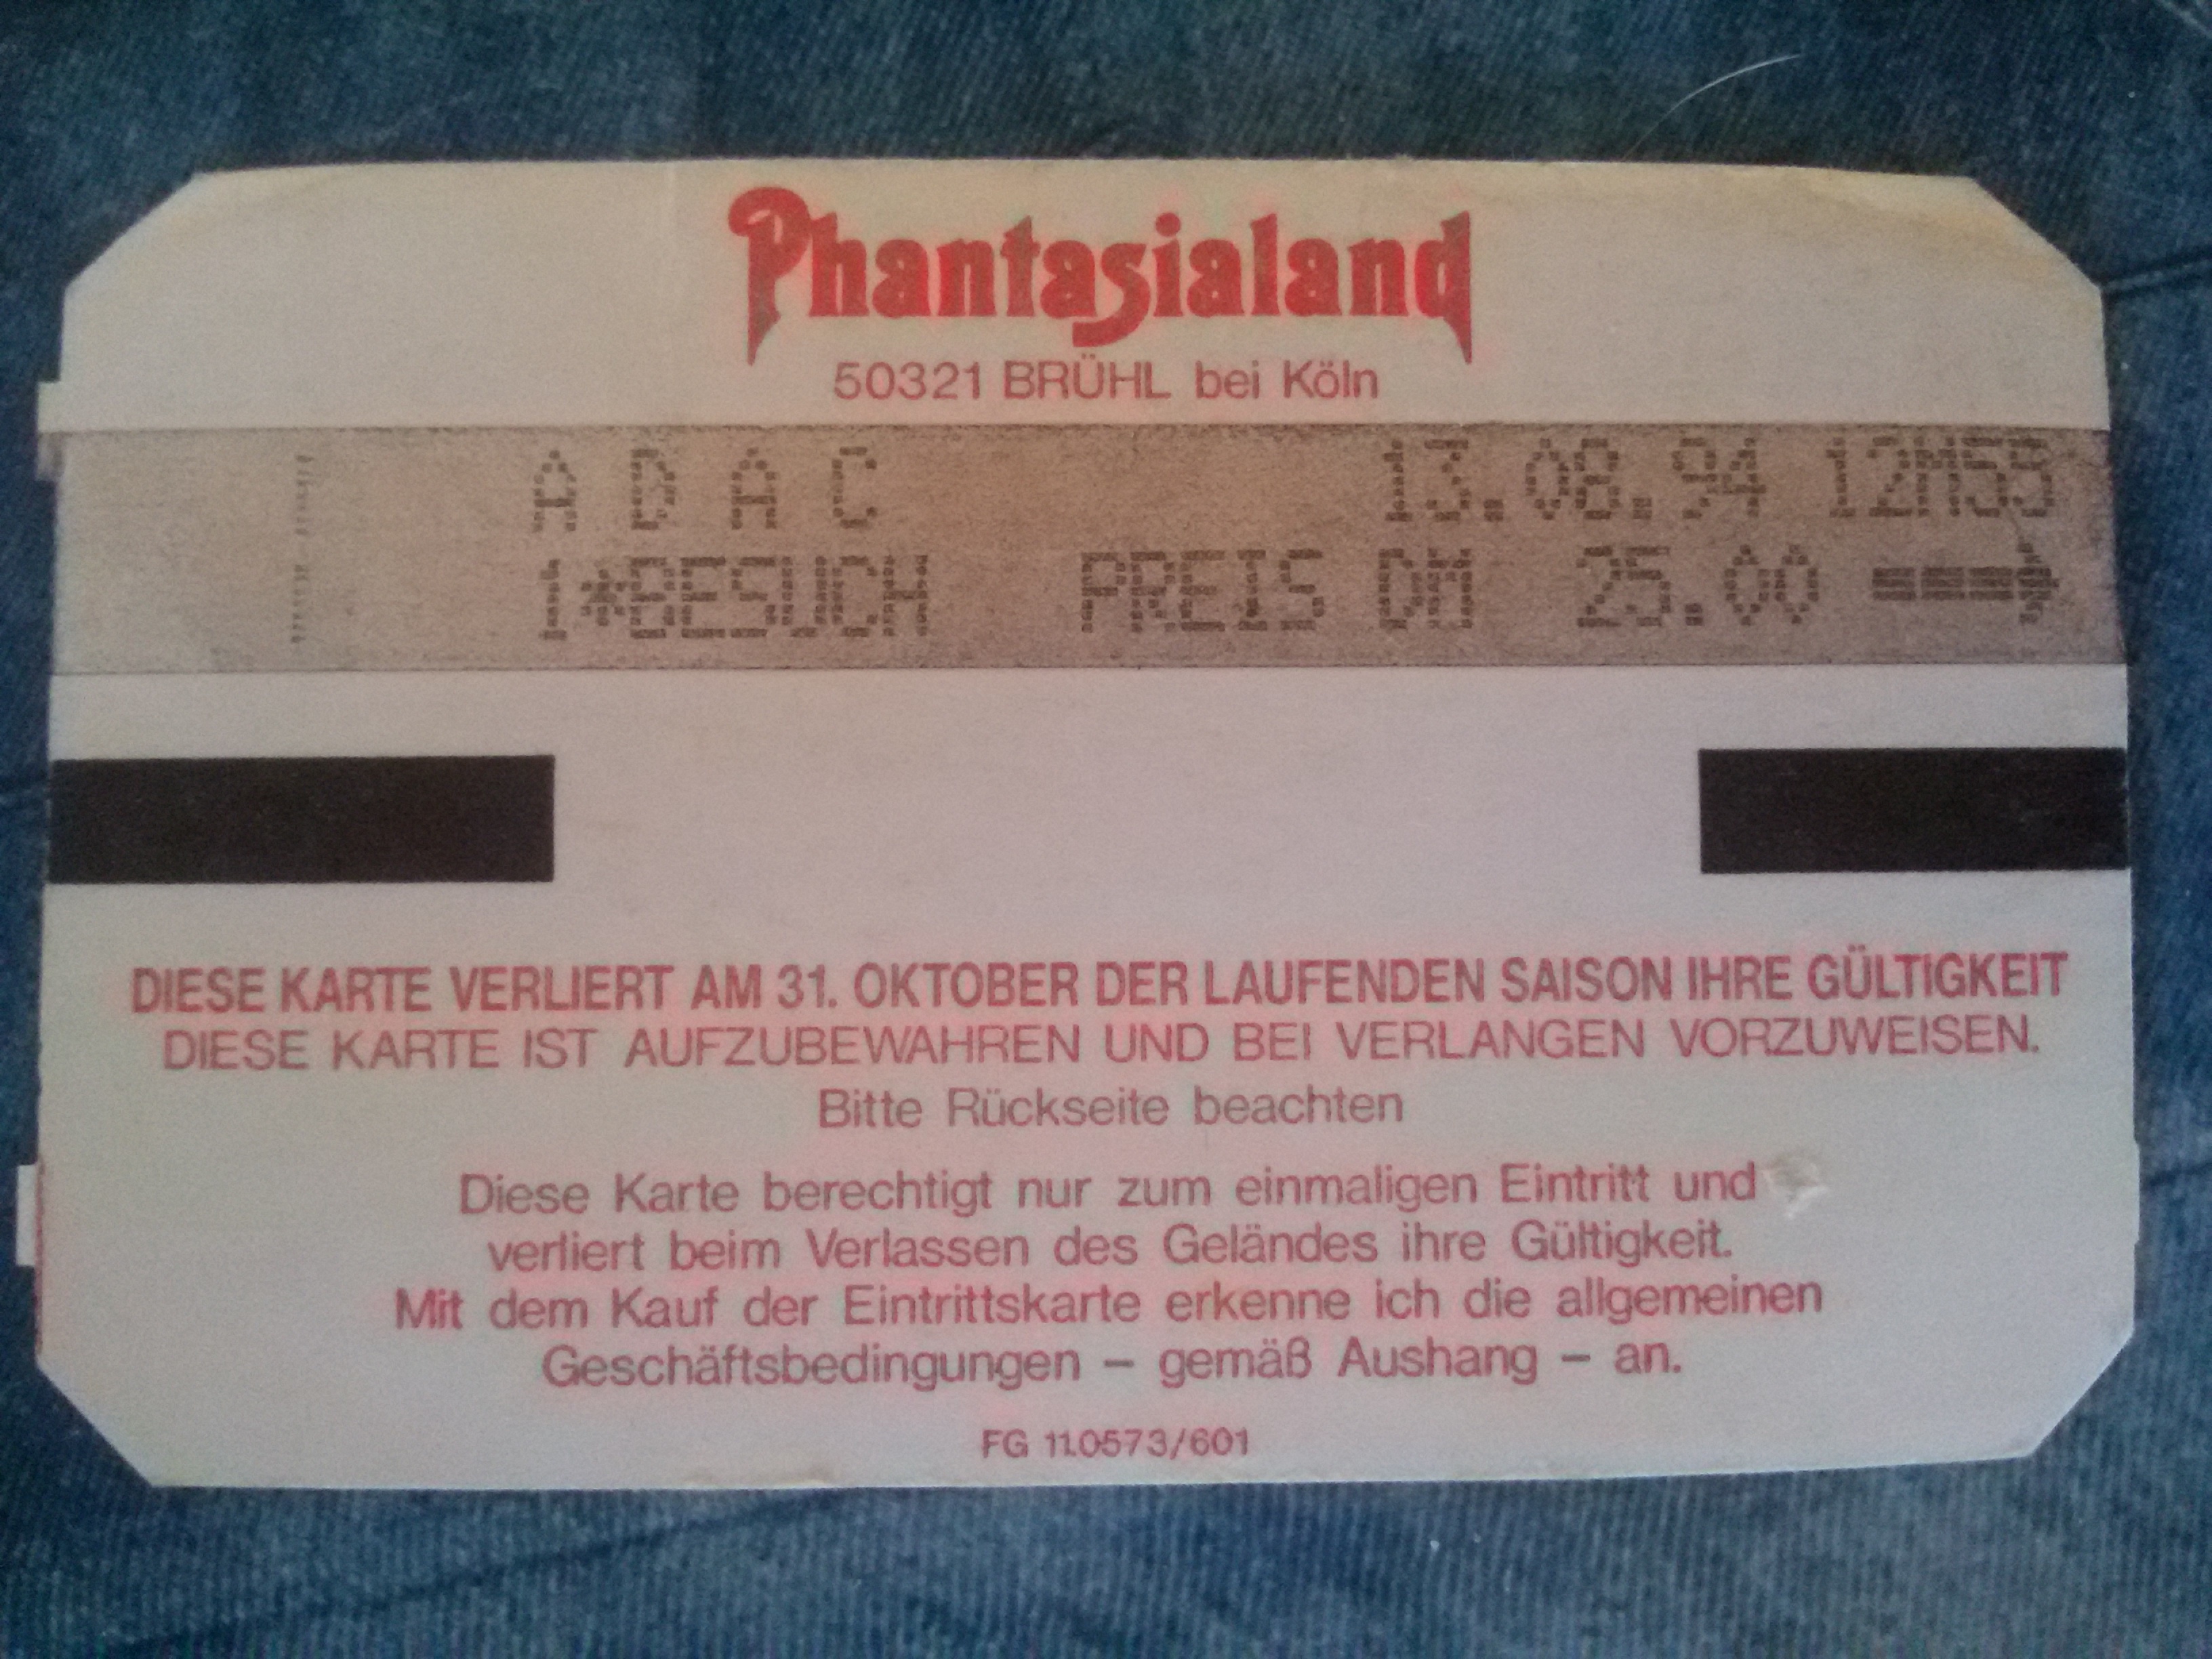 Phantasialand
50321 BRÜHL bei Köln
A D A C 13.08.94 12M55
1*BESUCH PREIS DM 25.00
DIESE KARTE VERLIERT AM 31. OKTOBER DER LAUFENDEN SAISON IHRE GÜLTIGKEIT
DIESE KARTE IST AUFZUBEWAHREN UND BEI VERLANGEN VORZUWEISEN.
Bitte Rückseite beachten
Diese Karte berechtigt nur zum einmaligen Eintritt und
verliert beim Verlassen des Geländes ihre Gültigkeit.
Mit dem Kauf der Eintrittskarte erkenne ich die allgemeinen
Geschäftsbedingungen – gemäß Aushang – an.
FG 11.0573/601